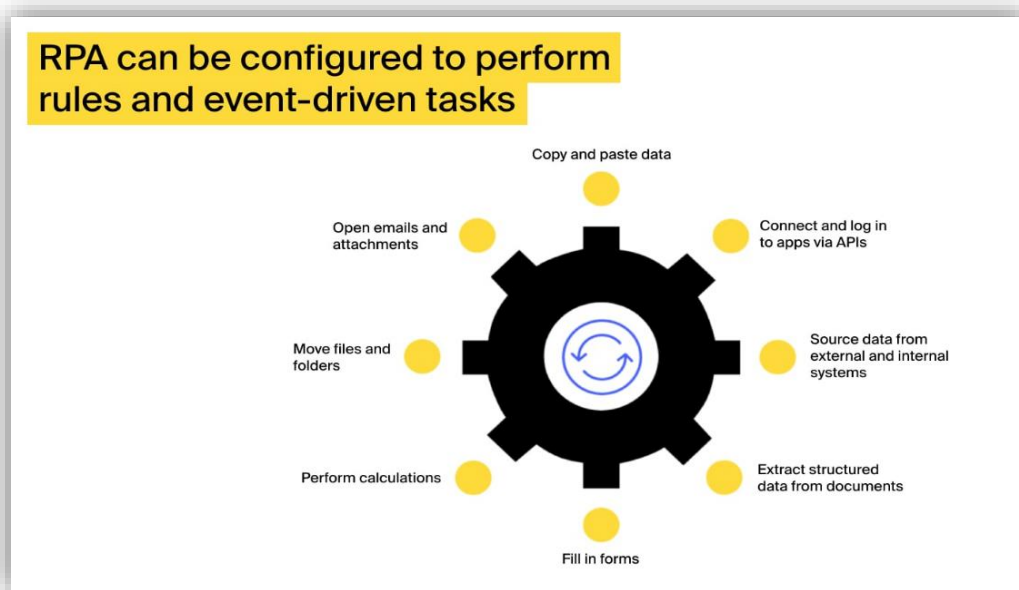 RPA can be configured to perform
rules and event-driven tasks
Copy and paste data
Connect and log in
to apps via APIs
Source data from
external and internal
systems
Extract structured
data from documents
Fill in forms
Perform calculations
Move files and
folders
Open emails and
attachments